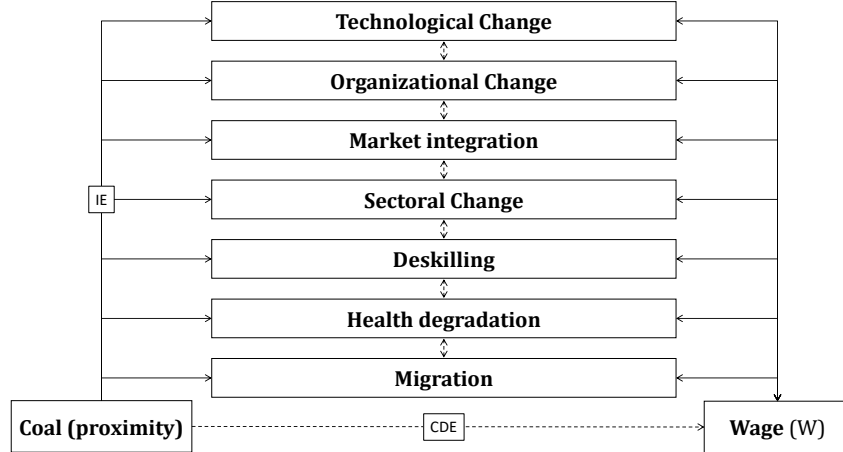 Technological Change
Organizational Change
Market integration
IE
Sectoral Change
Deskilling
Health degradation
Migration
Coal (proximity)
CDE
Wage (W)